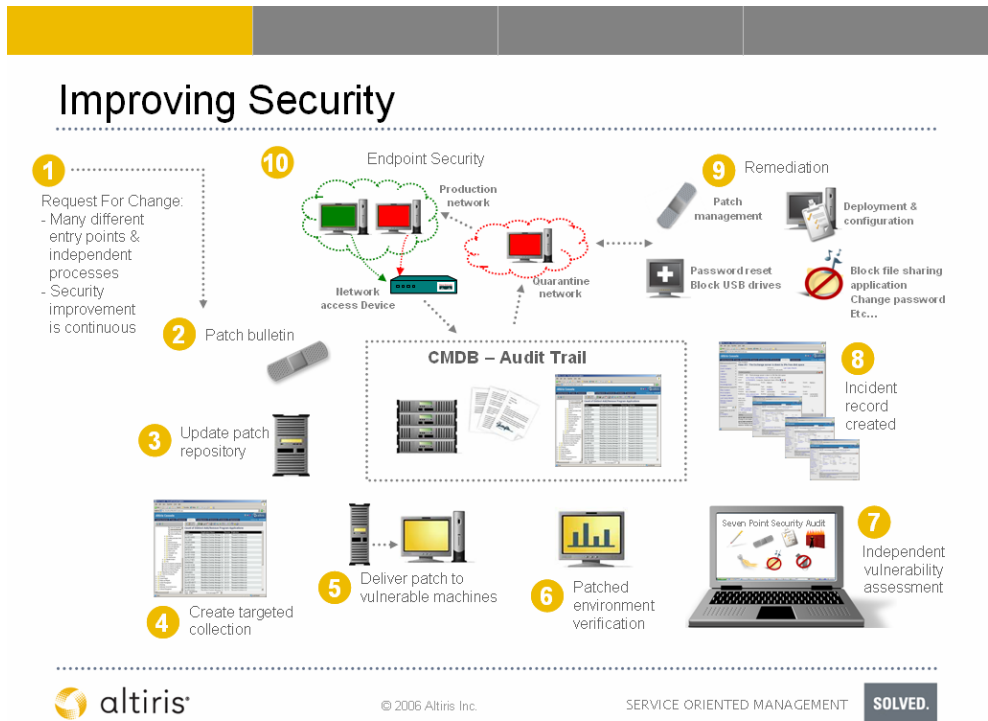 Improving Security
1
Request For Change:
- Many different
entry points &
independent
processes
- Security
improvement
is continuous
2
Patch bulletin
3
Update patch
repository
4
Create targeted
collection
5
Deliver patch to
vulnerable machines
6
Patched
environment
verification
7
Independent
vulnerability
assessment
Seven Point Security Audit
8
Incident
record
created
9
Remediation
Patch
management
Deployment &
configuration
Password reset
Block USB drives
Block file sharing
application
Change password
Etc...
10
Endpoint Security
Production
network
Network
access Device
Quarantine
network
CMDB – Audit Trail
altiris®
© 2006 Altiris Inc.
SERVICE ORIENTED MANAGEMENT
SOLVED.